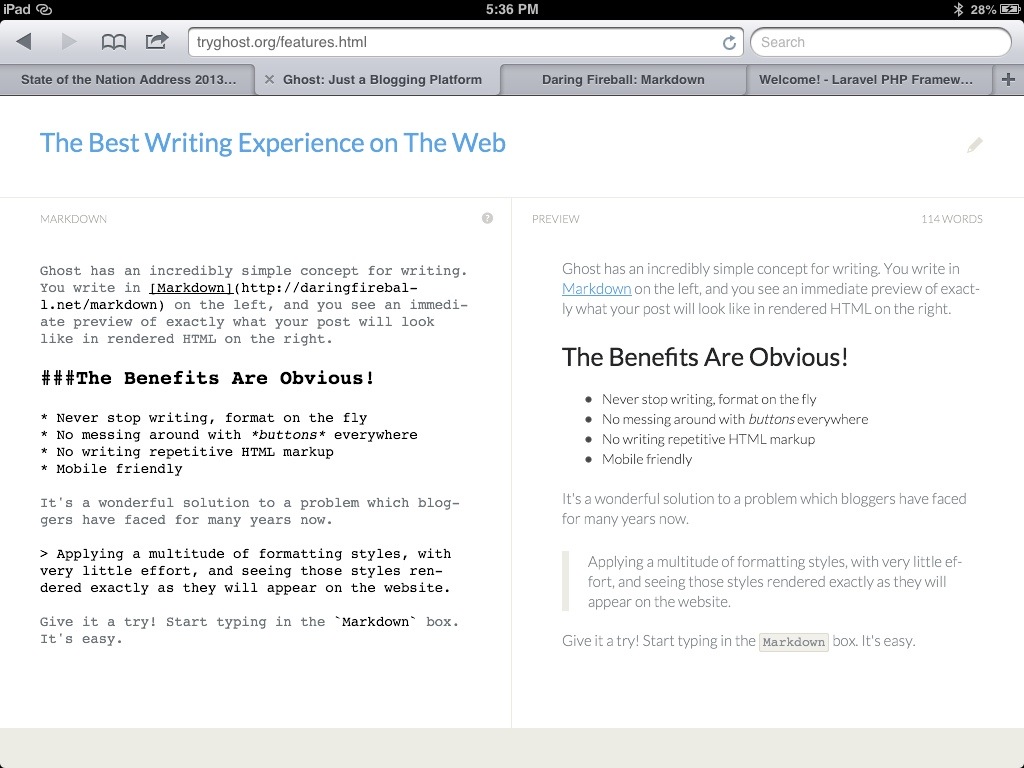 iPad
5:36 PM
28%
tryghost.org/features.html
Search
State of the Nation Address 2013...
Ghost: Just a Blogging Platform
Daring Fireball: Markdown
Welcome! - Laravel PHP Framew...
The Best Writing Experience on The Web
MARKDOWN
?
Ghost has an incredibly simple concept for writing.
You write in [Markdown](http://daringfirebal-
l.net/markdown) on the left, and you see an immedi-
ate preview of exactly what your post will look
like in rendered HTML on the right.
###The Benefits Are Obvious!
* Never stop writing, format on the fly
* No messing around with *buttons* everywhere
* No writing repetitive HTML markup
* Mobile friendly
It's a wonderful solution to a problem which blog-
gers have faced for many years now.
> Applying a multitude of formatting styles, with
very little effort, and seeing those styles ren-
dered exactly as they will appear on the website.
Give it a try! Start typing in the `Markdown` box.
It's easy.
PREVIEW
114 WORDS
Ghost has an incredibly simple concept for writing. You write in
Markdown on the left, and you see an immediate preview of exact-
ly what your post will look like in rendered HTML on the right.
The Benefits Are Obvious!
• Never stop writing, format on the fly
• No messing around with buttons everywhere
• No writing repetitive HTML markup
• Mobile friendly
It's a wonderful solution to a problem which bloggers have faced
for many years now.
Applying a multitude of formatting styles, with very little ef-
fort, and seeing those styles rendered exactly as they will
appear on the website.
Give it a try! Start typing in the Markdown box. It's easy.